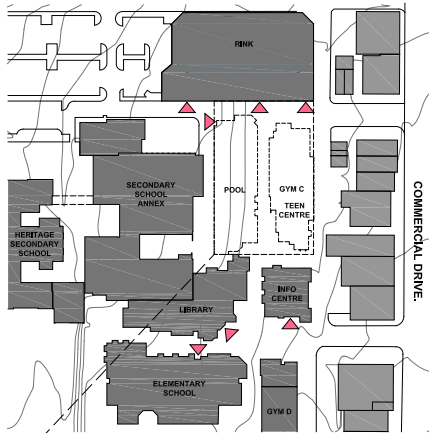 RINK
SECONDARY
SCHOOL
ANNEX
POOL
GYM C
TEEN
CENTRE
COMMERCIAL DRIVE.
HERITAGE
SECONDARY
SCHOOL
LIBRARY
INFO
CENTRE
ELEMENTARY
SCHOOL
GYM D